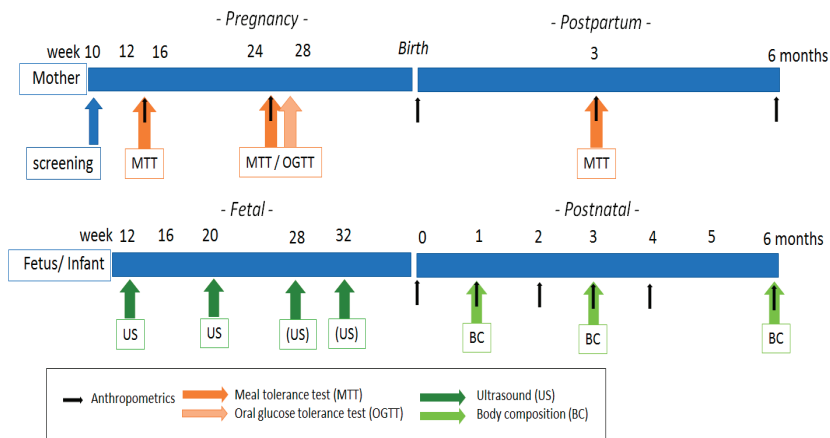 - Pregnancy -
- Postpartum -
week 10 12 16 24 28 Birth 3 6 months
Mother
screening
MTT
MTT / OGTT
MTT
- Fetal -
- Postnatal -
week 12 16 20 28 32 0 1 2 3 4 5 6 months
Fetus/ Infant
US
US
(US)
(US)
BC
BC
BC
Anthropometrics
Meal tolerance test (MTT)
Oral glucose tolerance test (OGTT)
Ultrasound (US)
Body composition (BC)